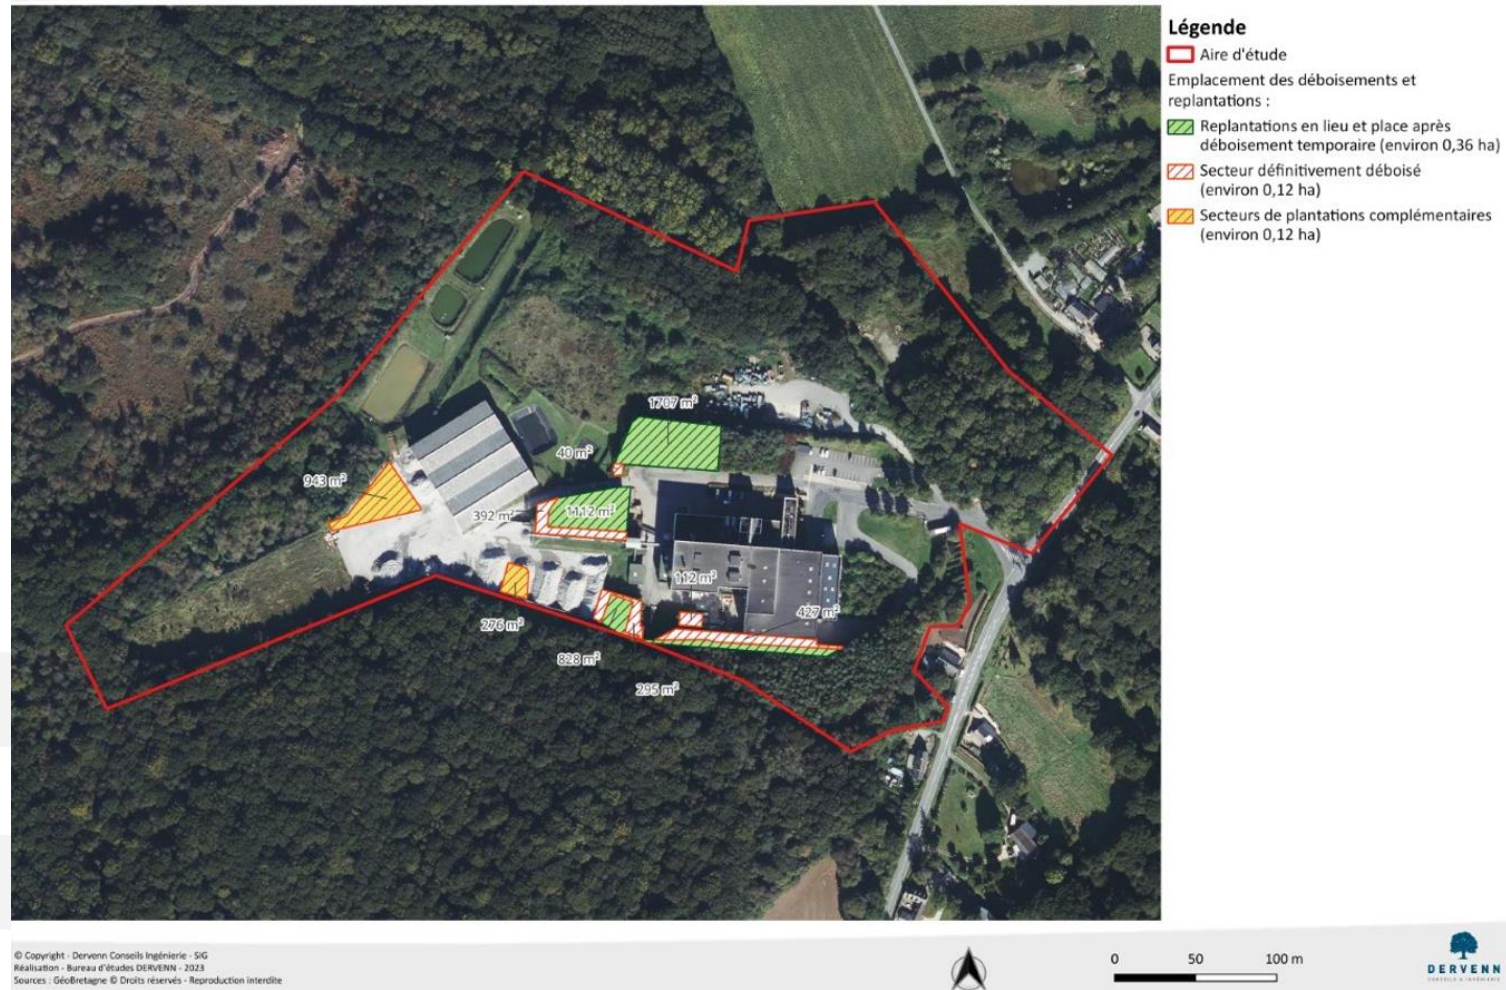 Légende
Aire d'étude
Emplacement des déboisements et
replantations :
Replantations en lieu et place après
déboisement temporaire (environ 0,36 ha)
Secteur définitivement déboisé
(environ 0,12 ha)
Secteurs de plantations complémentaires
(environ 0,12 ha)
1707 m²
40 m²
943 m²
392 m²
1112 m²
112 m²
427 m²
276 m²
828 m²
295 m²
© Copyright - Dervenn Conseils Ingénierie - SIG
Réalisation - Bureau d'études DERVENN - 2023
Sources : GéoBretagne © Droits réservés - Reproduction interdite
0 50 100 m
DERVENN
CONSEILS & INGÉNIERIE